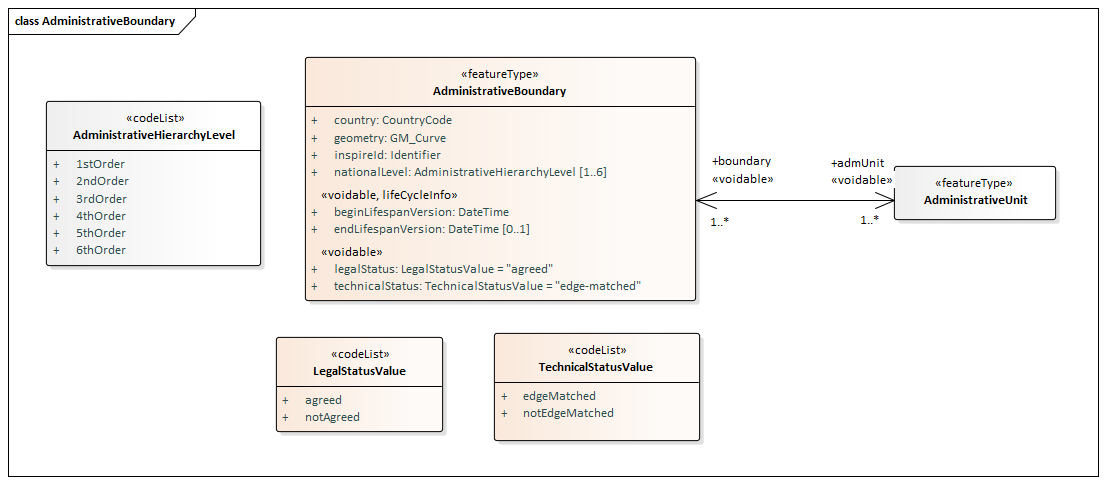 class AdministrativeBoundary
«codeList»
AdministrativeHierarchyLevel
+ 1stOrder
+ 2ndOrder
+ 3rdOrder
+ 4thOrder
+ 5thOrder
+ 6thOrder
«featureType»
AdministrativeBoundary
+ country: CountryCode
+ geometry: GM_Curve
+ inspireId: Identifier
+ nationalLevel: AdministrativeHierarchyLevel [1..6]
«voidable, lifeCycleInfo»
+ beginLifespanVersion: DateTime
+ endLifespanVersion: DateTime [0..1]
«voidable»
+ legalStatus: LegalStatusValue = "agreed"
+ technicalStatus: TechnicalStatusValue = "edge-matched"
+boundary
«voidable»
1..*
+admUnit
«voidable»
1..*
«featureType»
AdministrativeUnit
«codeList»
LegalStatusValue
+ agreed
+ notAgreed
«codeList»
TechnicalStatusValue
+ edgeMatched
+ notEdgeMatched